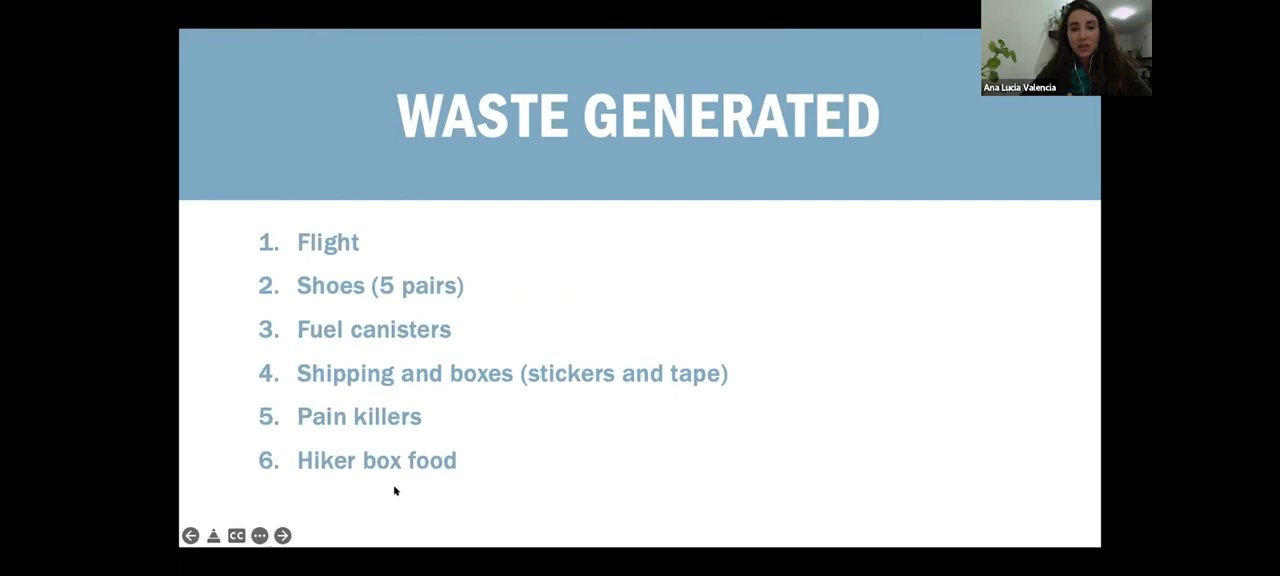 Ana Lucia Valencia
WASTE GENERATED
1. Flight
2. Shoes (5 pairs)
3. Fuel canisters
4. Shipping and boxes (stickers and tape)
5. Pain killers
6. Hiker box food
CC